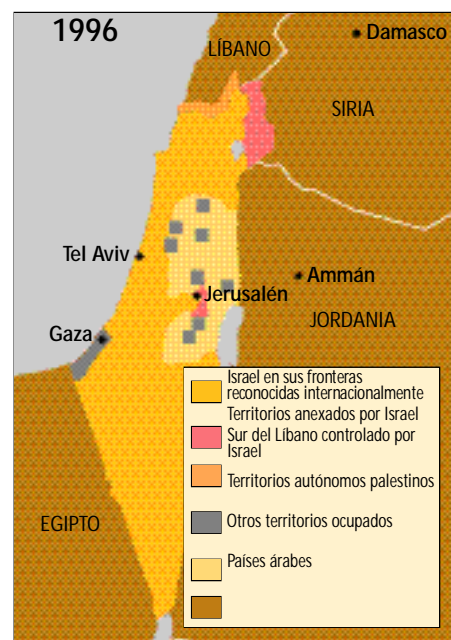 1996
Damasco
LÍBANO
SIRIA
Tel Aviv
Ammán
Jerusalén
JORDANIA
Gaza
EGIPTO
Israel en sus fronteras
reconocidas internacionalmente
Territorios anexados por Israel
Sur del Líbano controlado por
Israel
Territorios autónomos palestinos
Otros territorios ocupados
Países árabes